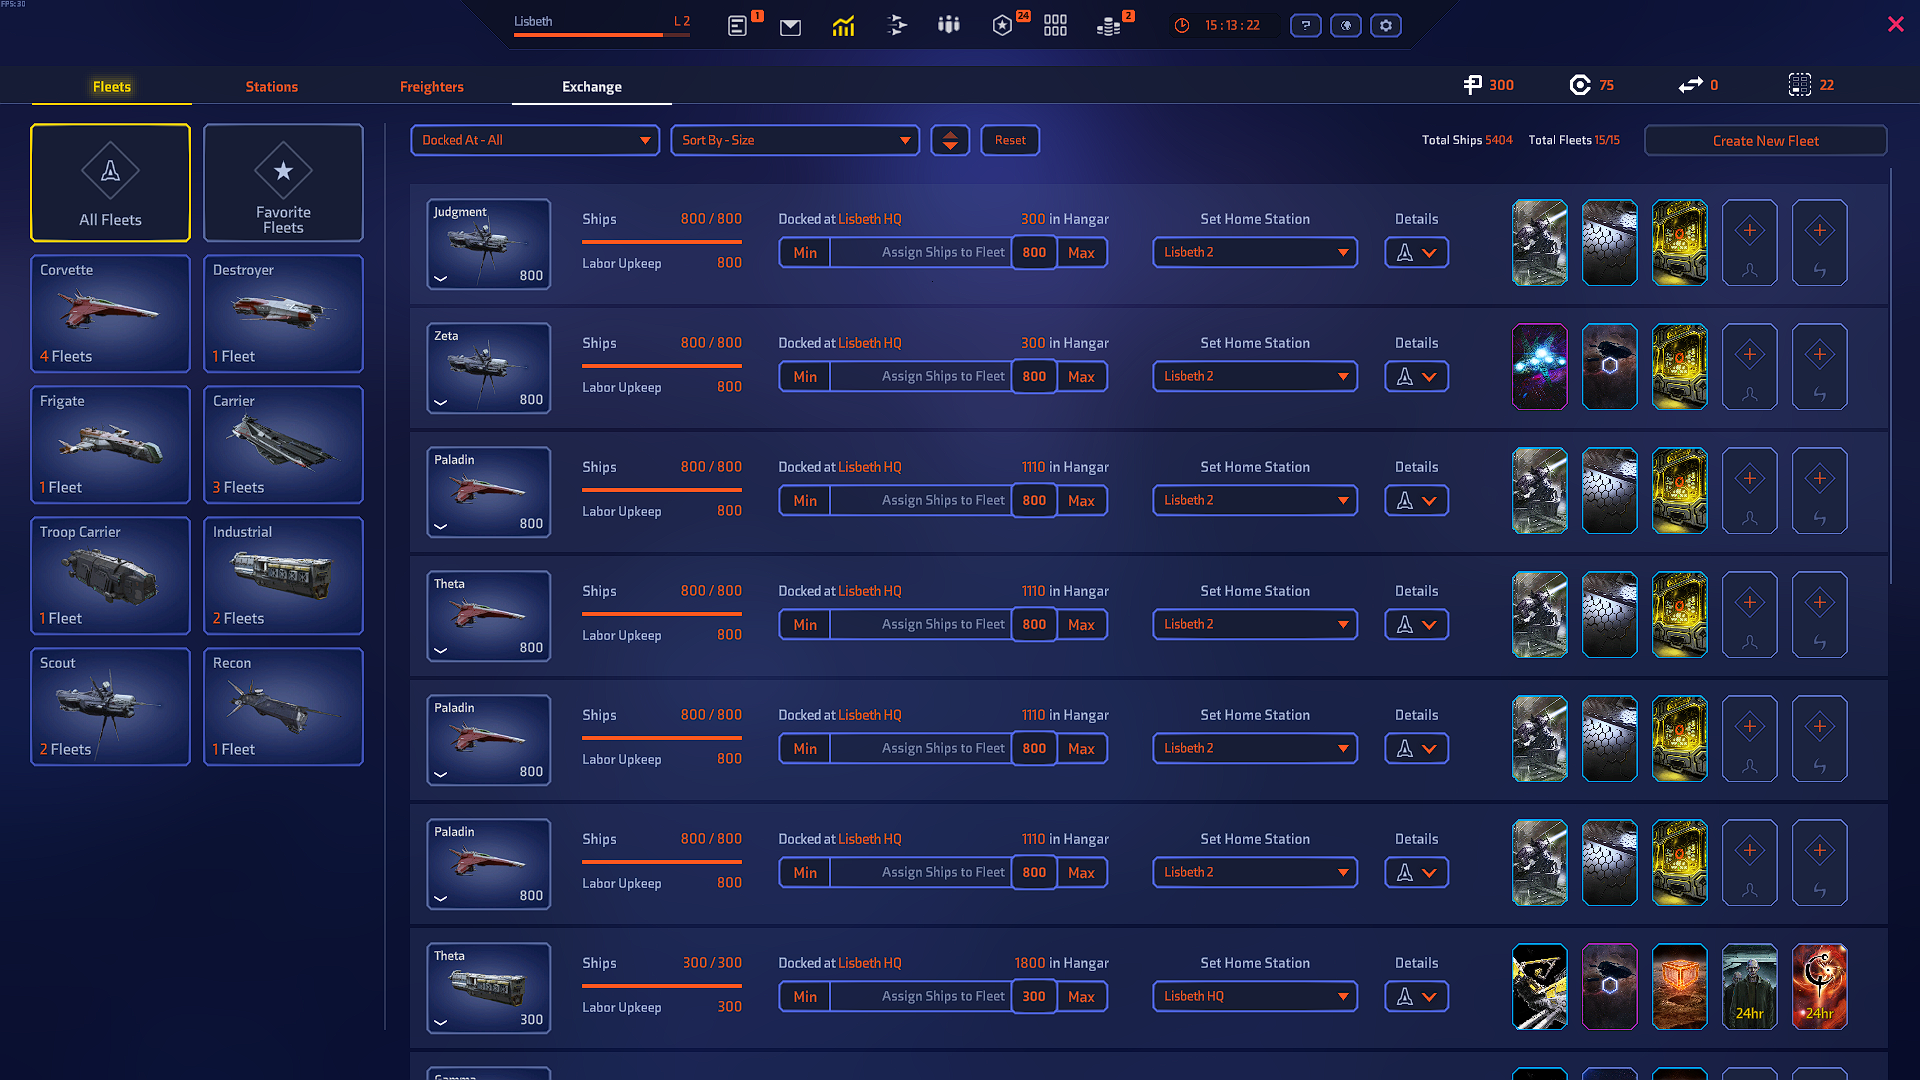 FPS: 30
Lisbeth L 2
1
24
2
15 : 13 : 22
?
Fleets Stations Freighters Exchange
300 75 0 22
All Fleets
Favorite
Fleets
Corvette
4 Fleets
Destroyer
1 Fleet
Frigate
1 Fleet
Carrier
3 Fleets
Troop Carrier
1 Fleet
Industrial
2 Fleets
Scout
2 Fleets
Recon
1 Fleet
Docked At - All Sort By - Size Reset
Total Ships 5404 Total Fleets 15/15 Create New Fleet
Judgment
800
Ships 800 / 800 Docked at Lisbeth HQ 300 in Hangar Set Home Station Details
Labor Upkeep 800 Min Assign Ships to Fleet 800 Max Lisbeth 2
Zeta
800
Ships 800 / 800 Docked at Lisbeth HQ 300 in Hangar Set Home Station Details
Labor Upkeep 800 Min Assign Ships to Fleet 800 Max Lisbeth 2
Paladin
800
Ships 800 / 800 Docked at Lisbeth HQ 1110 in Hangar Set Home Station Details
Labor Upkeep 800 Min Assign Ships to Fleet 800 Max Lisbeth 2
Theta
800
Ships 800 / 800 Docked at Lisbeth HQ 1110 in Hangar Set Home Station Details
Labor Upkeep 800 Min Assign Ships to Fleet 800 Max Lisbeth 2
Paladin
800
Ships 800 / 800 Docked at Lisbeth HQ 1110 in Hangar Set Home Station Details
Labor Upkeep 800 Min Assign Ships to Fleet 800 Max Lisbeth 2
Paladin
800
Ships 800 / 800 Docked at Lisbeth HQ 1110 in Hangar Set Home Station Details
Labor Upkeep 800 Min Assign Ships to Fleet 800 Max Lisbeth 2
Theta
300
Ships 300 / 300 Docked at Lisbeth HQ 1800 in Hangar Set Home Station Details
Labor Upkeep 300 Min Assign Ships to Fleet 300 Max Lisbeth HQ
24hr 24hr
Gamma